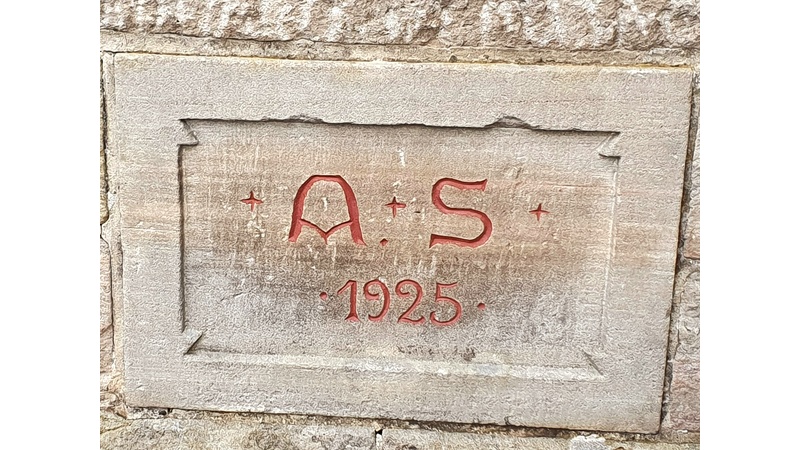 + A. + S +
· 1925 ·